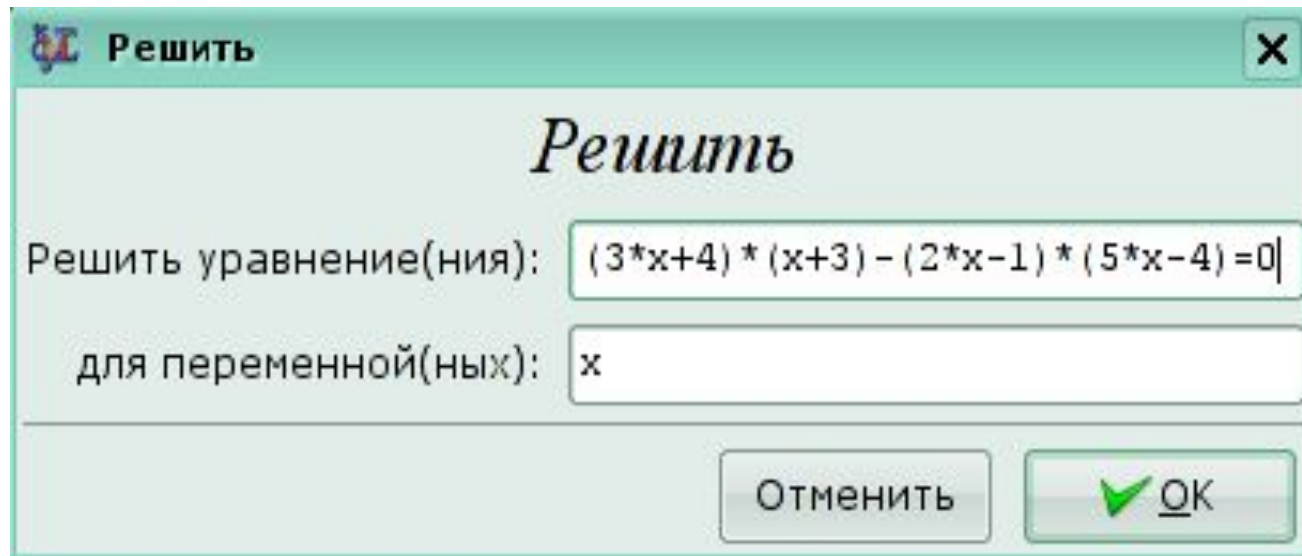 Решить
Решить
Решить уравнение(ния): (3*x+4)*(x+3)-(2*x-1)*(5*x-4)=0
для переменной(ных): x
Отменить OK